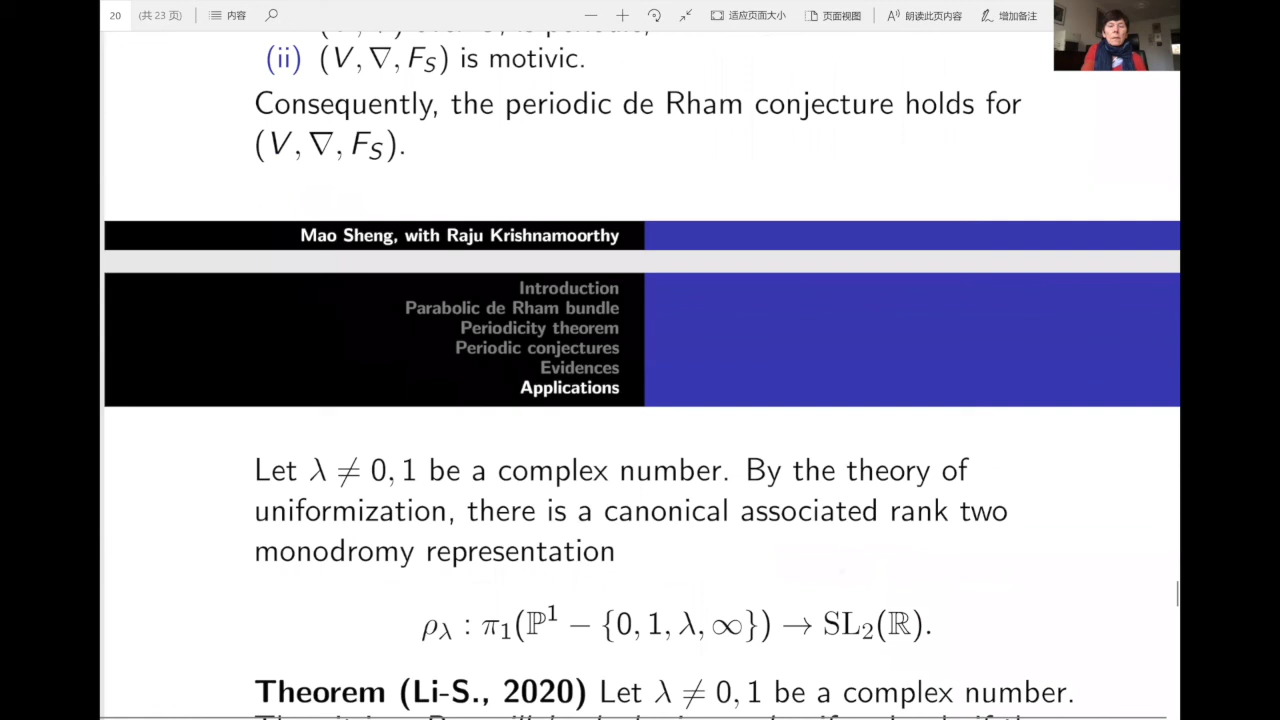 20 (共 23 页) 内容 适应页面大小 页面视图 朗读此页内容 增加备注
(ii) (V, ∇, F_S) is motivic.
Consequently, the periodic de Rham conjecture holds for
(V, ∇, F_S).
Mao Sheng, with Raju Krishnamoorthy
Introduction
Parabolic de Rham bundle
Periodicity theorem
Periodic conjectures
Evidences
Applications
Let λ ≠ 0, 1 be a complex number. By the theory of
uniformization, there is a canonical associated rank two
monodromy representation
ρ_λ : π₁(ℙ¹ − {0, 1, λ, ∞}) → SL₂(ℝ).
Theorem (Li-S., 2020) Let λ ≠ 0, 1 be a complex number.